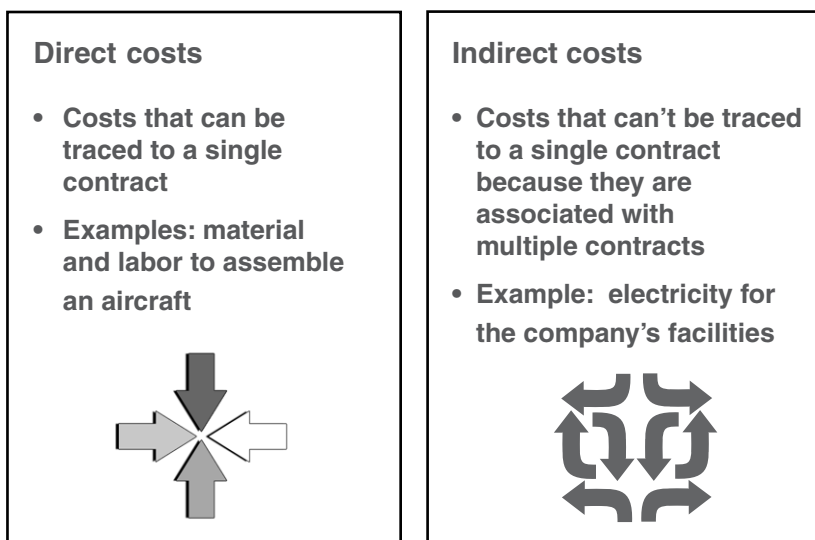 Direct costs
• Costs that can be
traced to a single
contract
• Examples: material
and labor to assemble
an aircraft
Indirect costs
• Costs that can’t be traced
to a single contract
because they are
associated with
multiple contracts
• Example:  electricity for
the company’s facilities